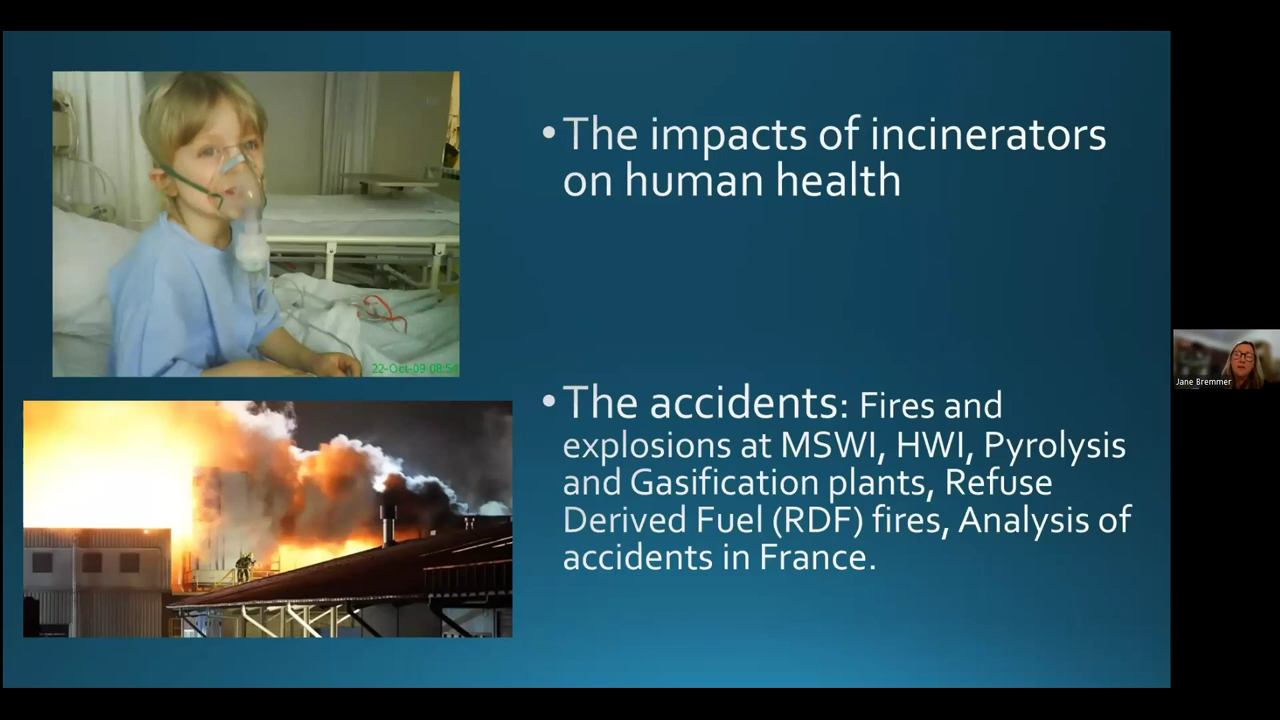 •The impacts of incinerators
on human health
22-Oct-09 08:54
•The accidents: Fires and
explosions at MSWI, HWI, Pyrolysis
and Gasification plants, Refuse
Derived Fuel (RDF) fires, Analysis of
accidents in France.
Jane Bremmer